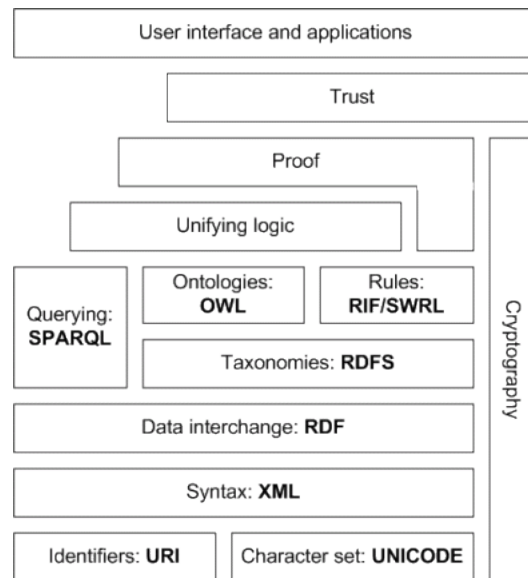 User interface and applications
Trust
Proof
Unifying logic
Querying:
SPARQL
Ontologies:
OWL
Rules:
RIF/SWRL
Taxonomies: RDFS
Data interchange: RDF
Syntax: XML
Identifiers: URI
Character set: UNICODE
Cryptography